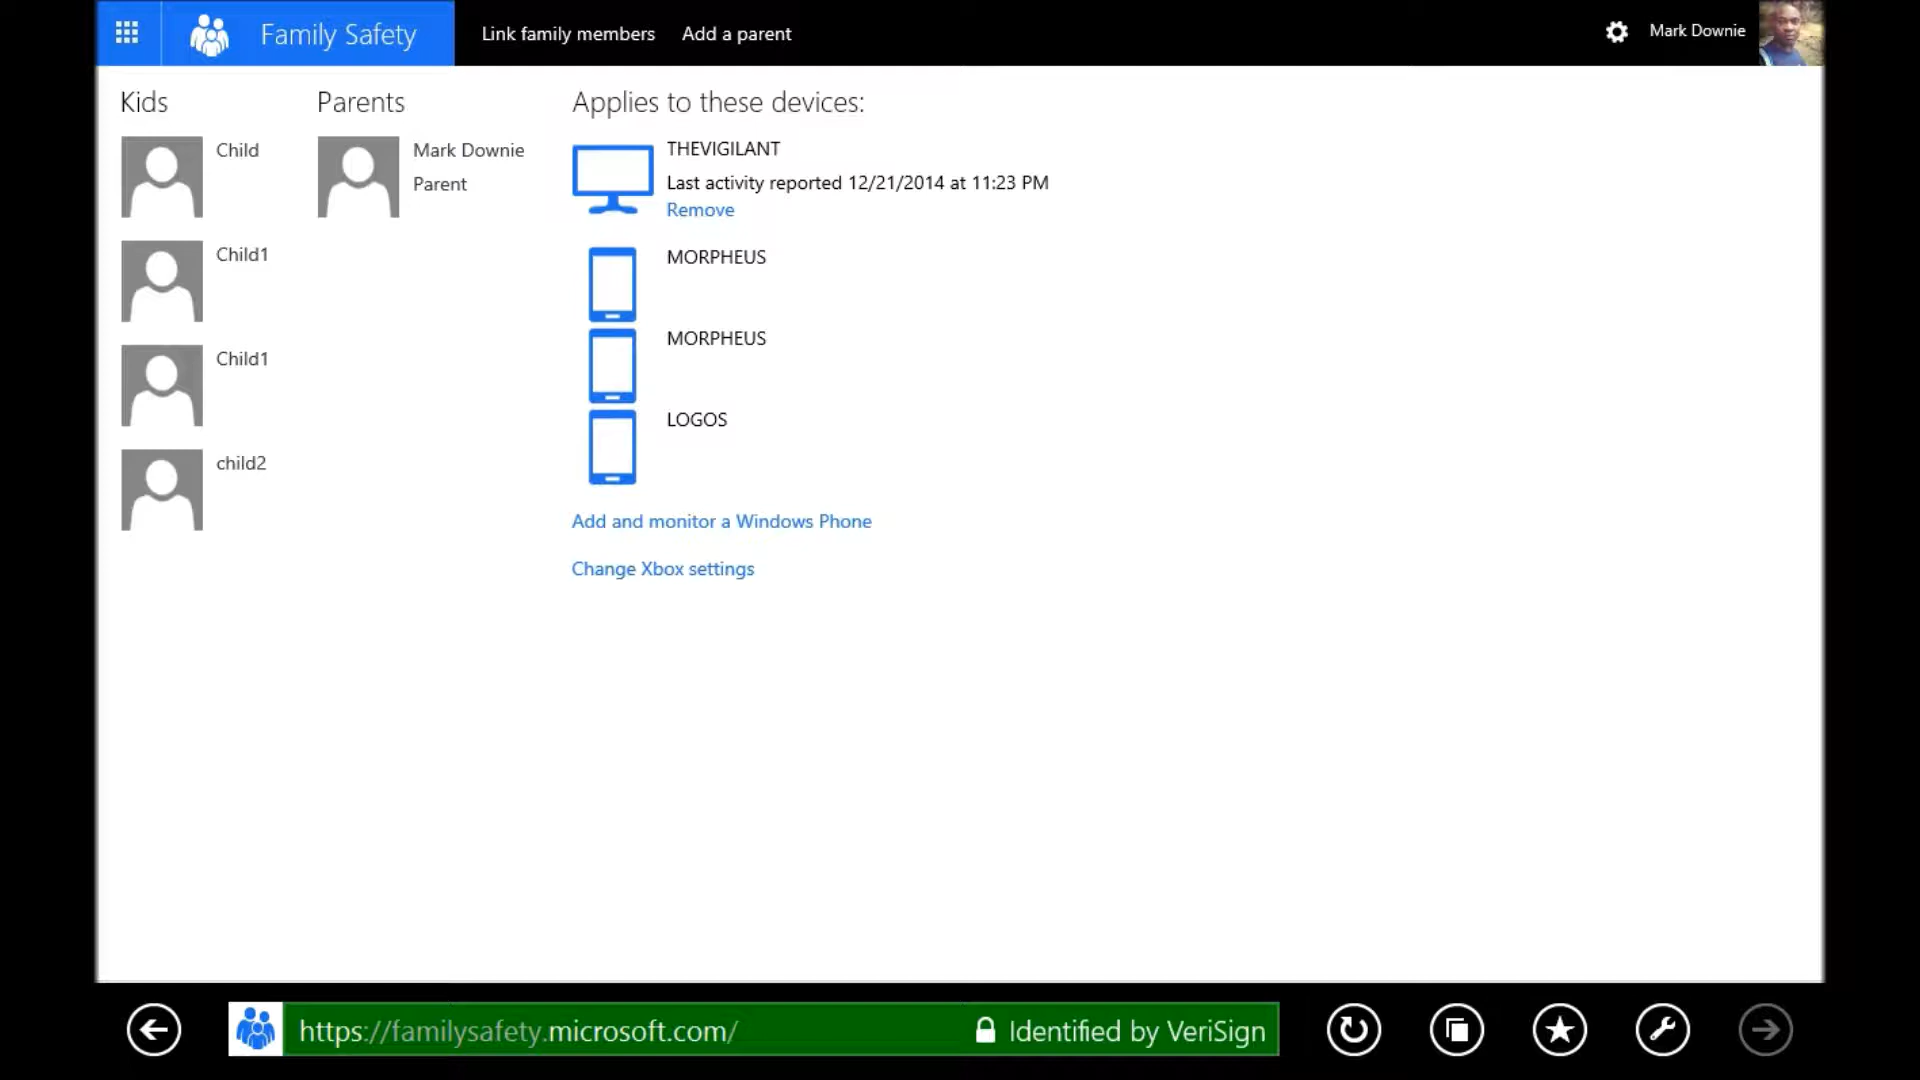 Family Safety
Link family members
Add a parent
Mark Downie
Kids
Child
Child1
Child1
child2
Parents
Mark Downie
Parent
Applies to these devices:
THEVIGILANT
Last activity reported 12/21/2014 at 11:23 PM
Remove
MORPHEUS
MORPHEUS
LOGOS
Add and monitor a Windows Phone
Change Xbox settings
https://familysafety.microsoft.com/
Identified by VeriSign